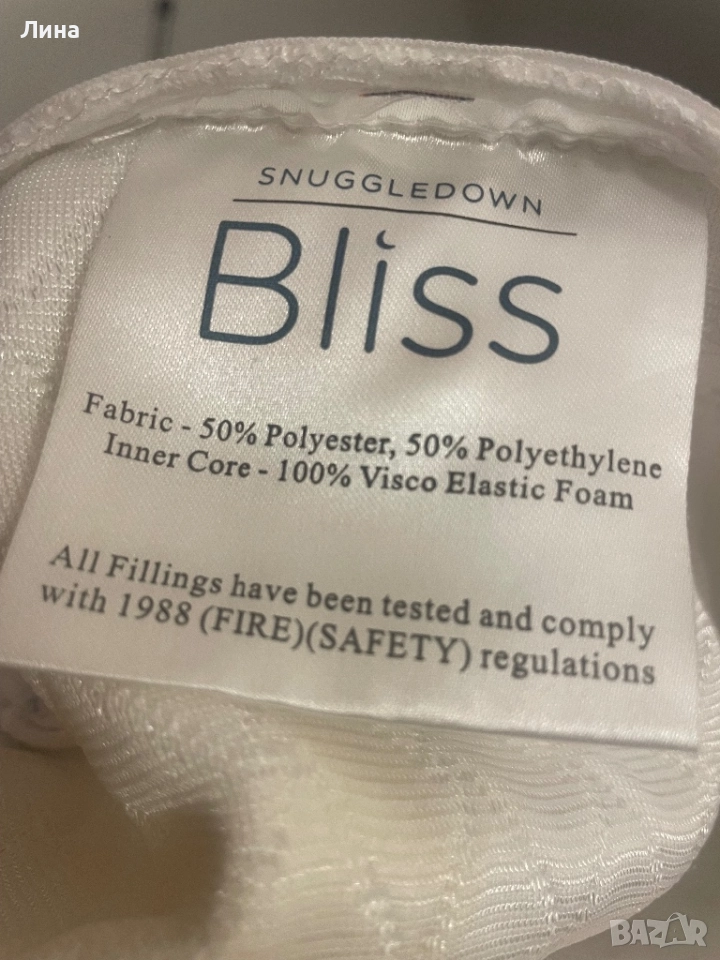 Лина
SNUGGLEDOWN
Bliss
Fabric - 50% Polyester, 50% Polyethylene
Inner Core - 100% Visco Elastic Foam
All Fillings have been tested and comply
with 1988 (FIRE)(SAFETY) regulations
BAZAR